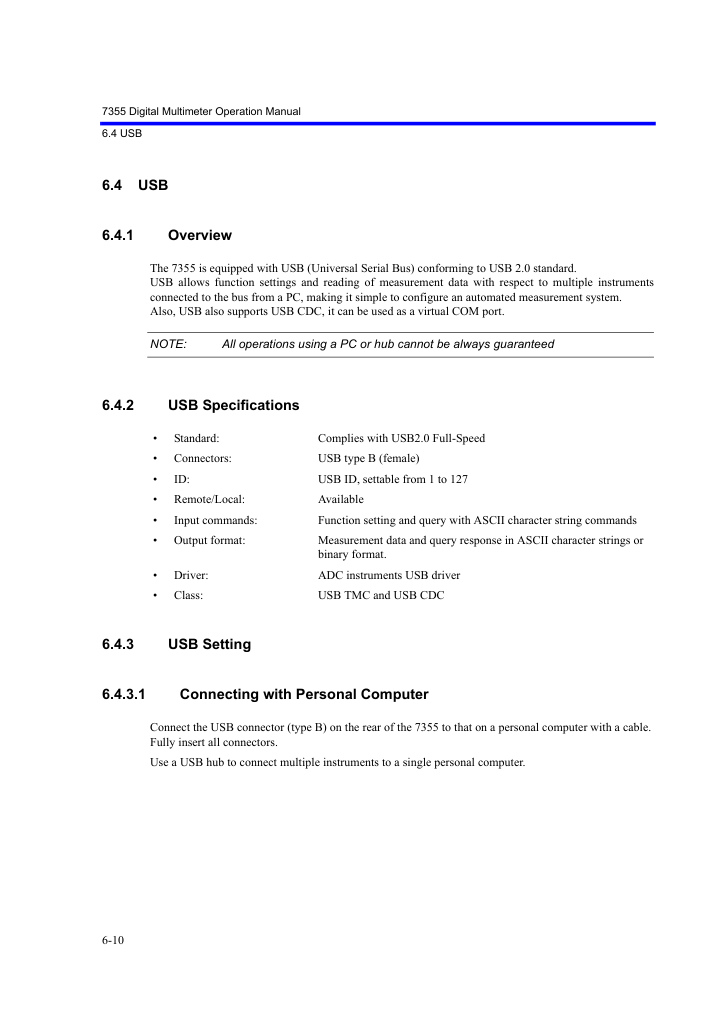 7355 Digital Multimeter Operation Manual
6.4 USB
6.4 USB
6.4.1 Overview
The 7355 is equipped with USB (Universal Serial Bus) conforming to USB 2.0 standard.
USB allows function settings and reading of measurement data with respect to multiple instruments
connected to the bus from a PC, making it simple to configure an automated measurement system.
Also, USB also supports USB CDC, it can be used as a virtual COM port.
NOTE: All operations using a PC or hub cannot be always guaranteed
6.4.2 USB Specifications
• Standard: Complies with USB2.0 Full-Speed
• Connectors: USB type B (female)
• ID: USB ID, settable from 1 to 127
• Remote/Local: Available
• Input commands: Function setting and query with ASCII character string commands
• Output format: Measurement data and query response in ASCII character strings or
binary format.
• Driver: ADC instruments USB driver
• Class: USB TMC and USB CDC
6.4.3 USB Setting
6.4.3.1 Connecting with Personal Computer
Connect the USB connector (type B) on the rear of the 7355 to that on a personal computer with a cable.
Fully insert all connectors.
Use a USB hub to connect multiple instruments to a single personal computer.
6-10